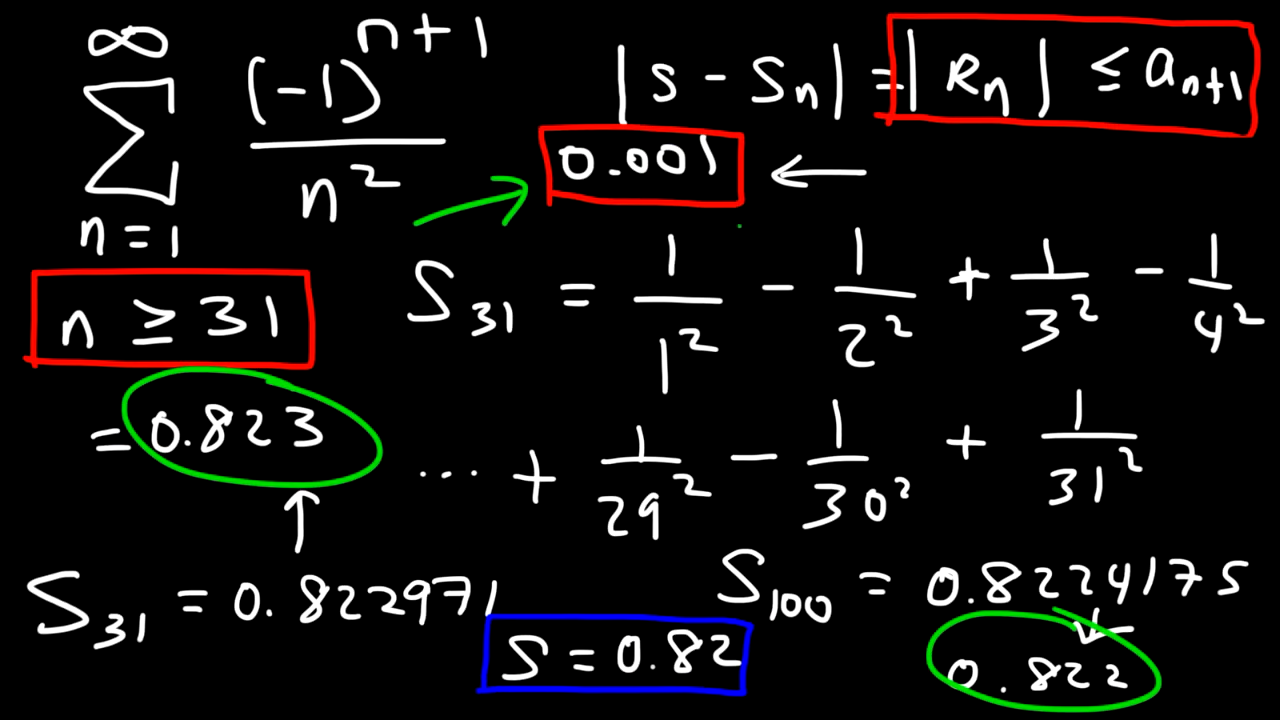 ∞ ∑ n=1 (-1)^(n+1) / n²
|S - Sₙ| = |Rₙ| ≤ aₙ₊₁
0.001 ←
n ≥ 31
S₃₁ = 1/1² - 1/2² + 1/3² - 1/4²
... + 1/29² - 1/30² + 1/31²
= 0.823
S₃₁ = 0.822971
S₁₀₀ = 0.8224175
0.822
S = 0.82